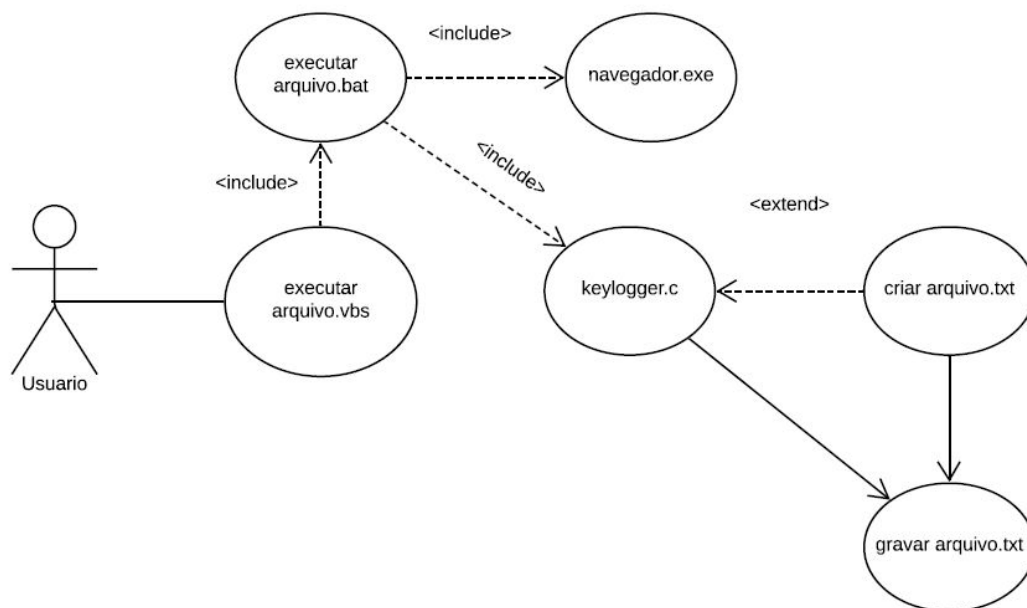 <include>
executar
arquivo.bat
navegador.exe
<include>
<include>
<extend>
executar
arquivo.vbs
keylogger.c
criar arquivo.txt
Usuario
gravar arquivo.txt